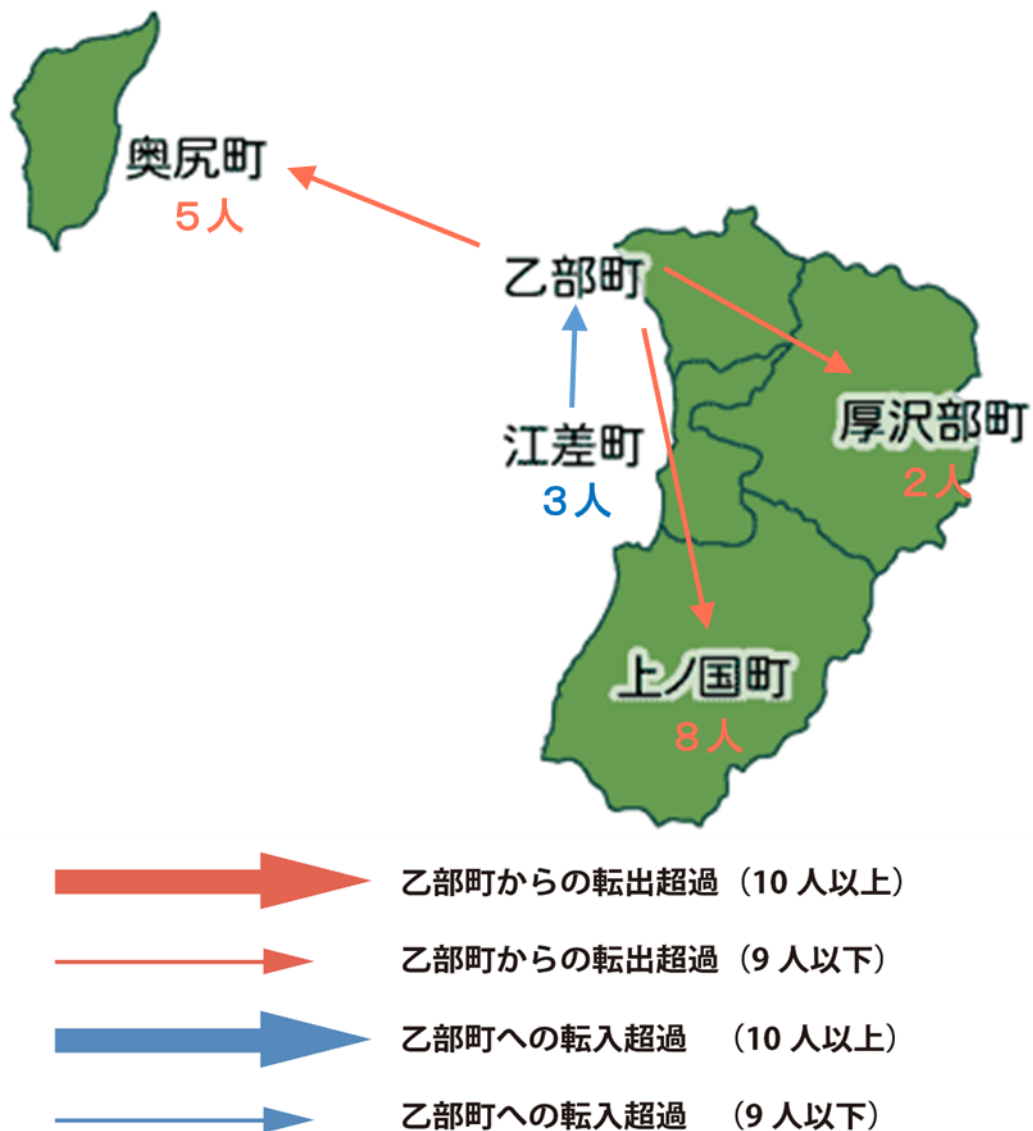 奥尻町
５人
乙部町
江差町
３人
厚沢部町
２人
上ノ国町
８人
乙部町からの転出超過（10 人以上）
乙部町からの転出超過（9 人以下）
乙部町への転入超過　（10 人以上）
乙部町への転入超過　（9 人以下）